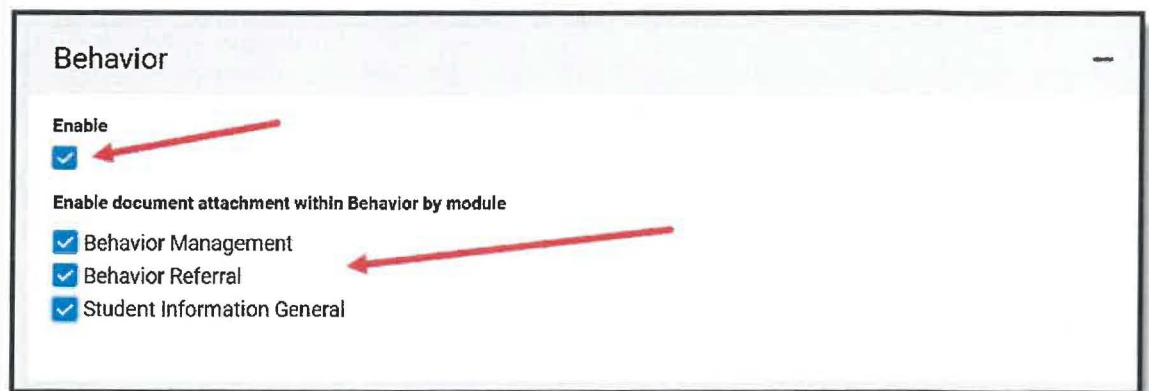 Behavior
Enable
Enable document attachment within Behavior by module
Behavior Management
Behavior Referral
Student Information General